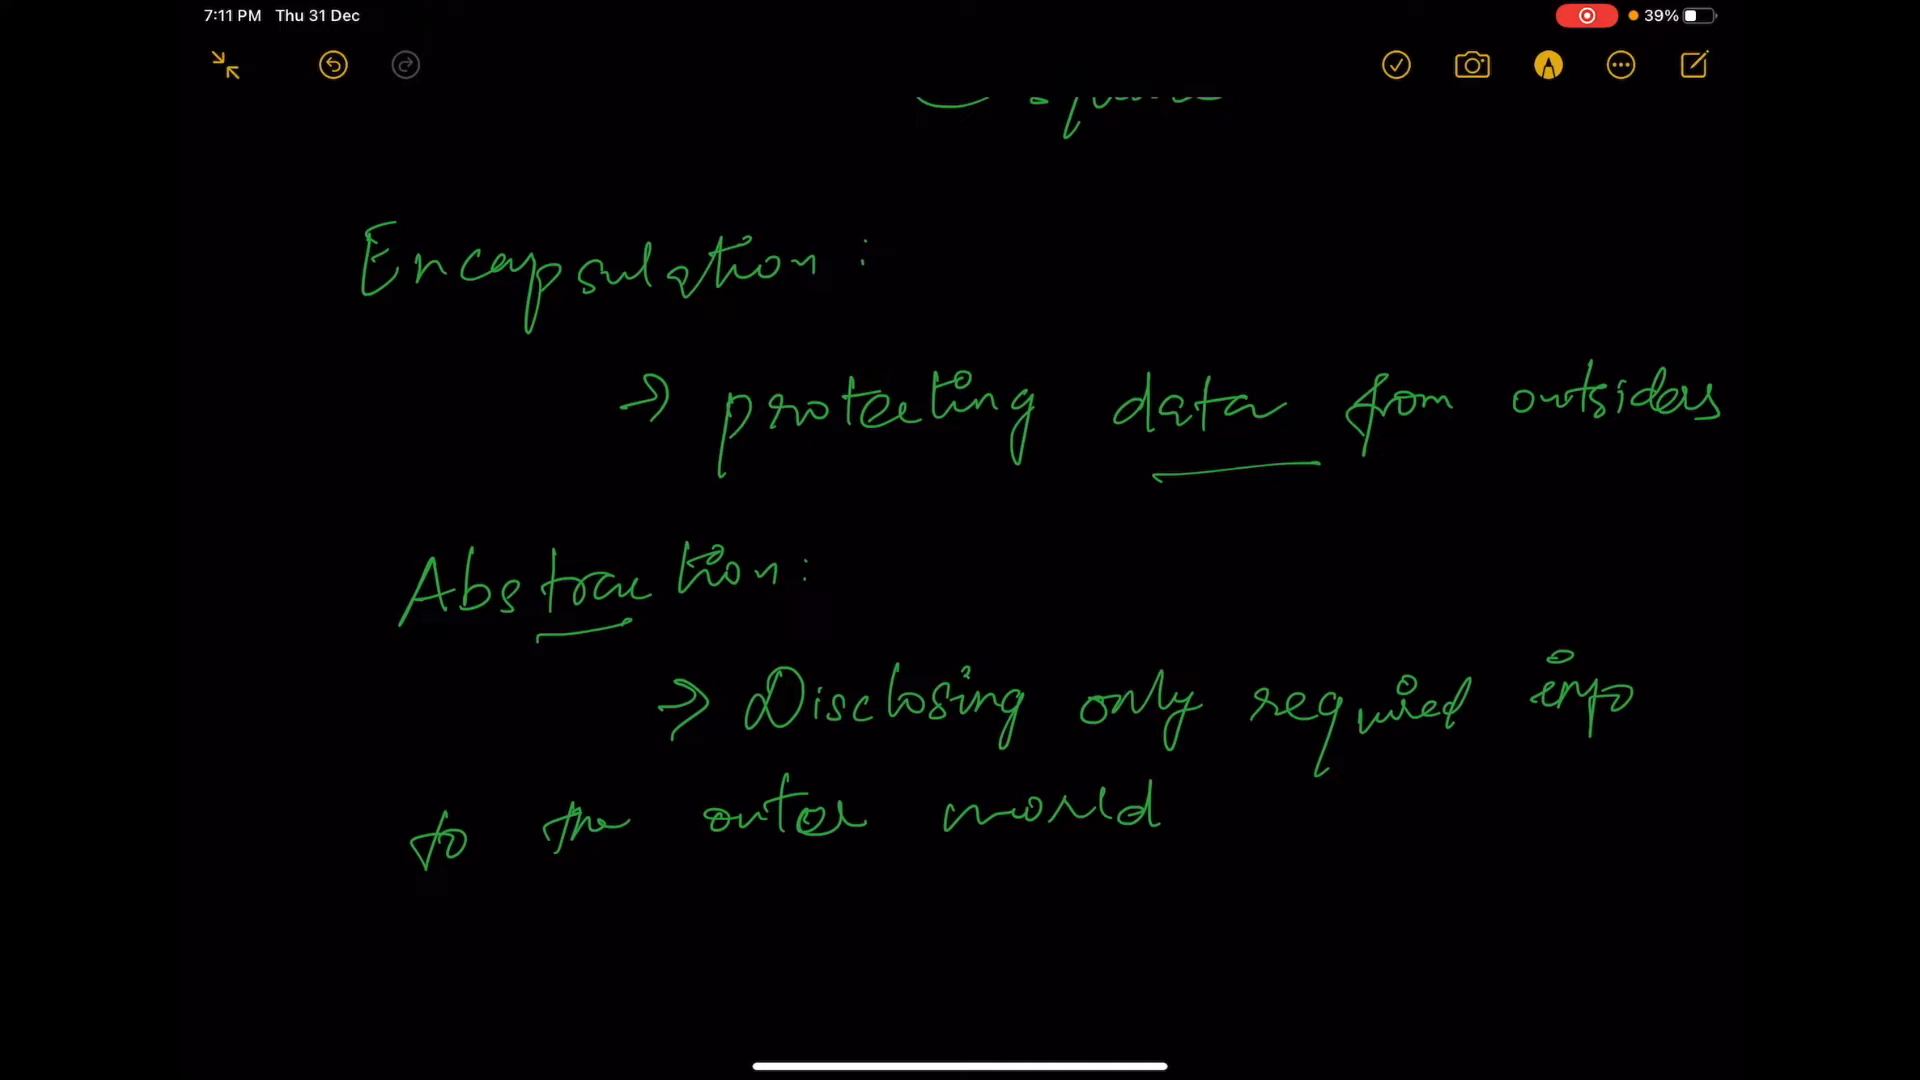 7:11 PM Thu 31 Dec 39%
Encapsulation :
→ protecting data from outsiders
Abstraction :
⇒ Disclosing only required info
to the outer world